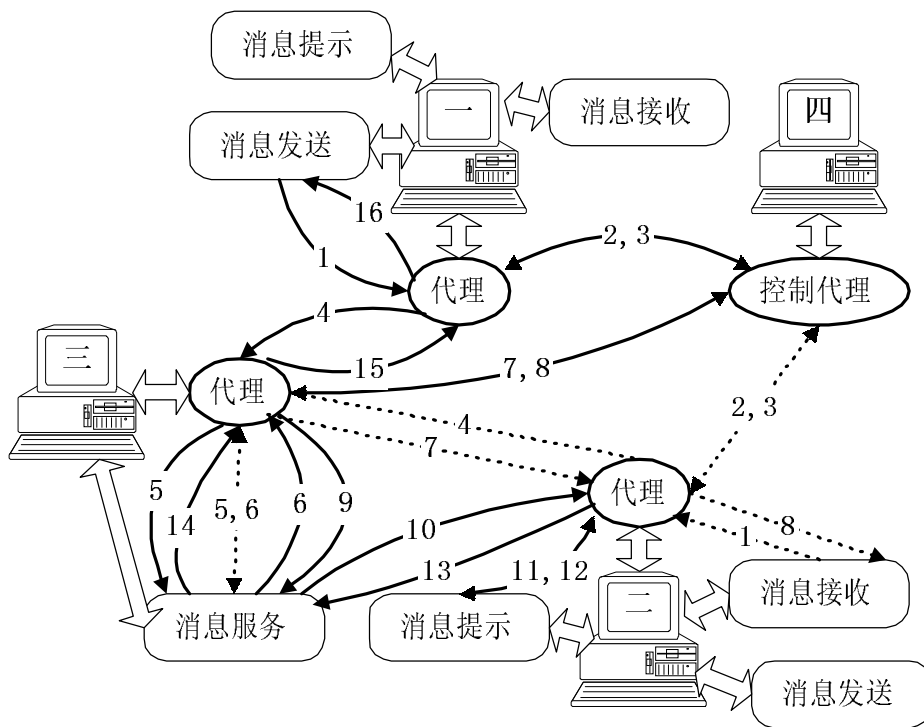 消息提示
一
消息接收
四
消息发送
16
1
2, 3
代理
控制代理
4
三
15
7, 8
代理
2, 3
4
7
代理
5
5, 6
6
9
14
10
8
1
13
11, 12
消息服务
消息提示
二
消息接收
消息发送